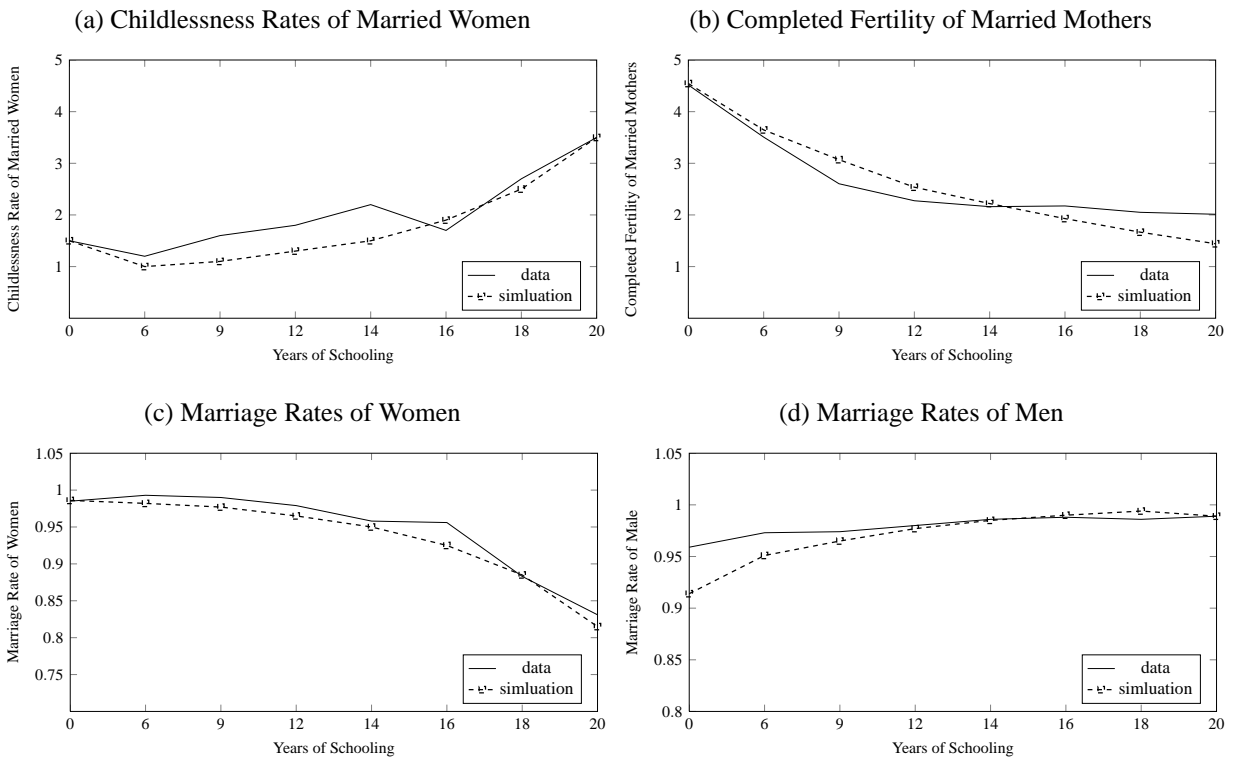 (a) Childlessness Rates of Married Women
Childlessness Rate of Married Women
5
4
3
2
1
0 6 9 12 14 16 18 20
Years of Schooling
data
simluation
(b) Completed Fertility of Married Mothers
Completed Fertility of Married Mothers
5
4
3
2
1
0 6 9 12 14 16 18 20
Years of Schooling
data
simluation
(c) Marriage Rates of Women
Marriage Rate of Women
1.05
1
0.95
0.9
0.85
0.8
0.75
0 6 9 12 14 16 18 20
Years of Schooling
data
simluation
(d) Marriage Rates of Men
Marriage Rate of Male
1.05
1
0.95
0.9
0.85
0.8
0 6 9 12 14 16 18 20
Years of Schooling
data
simluation